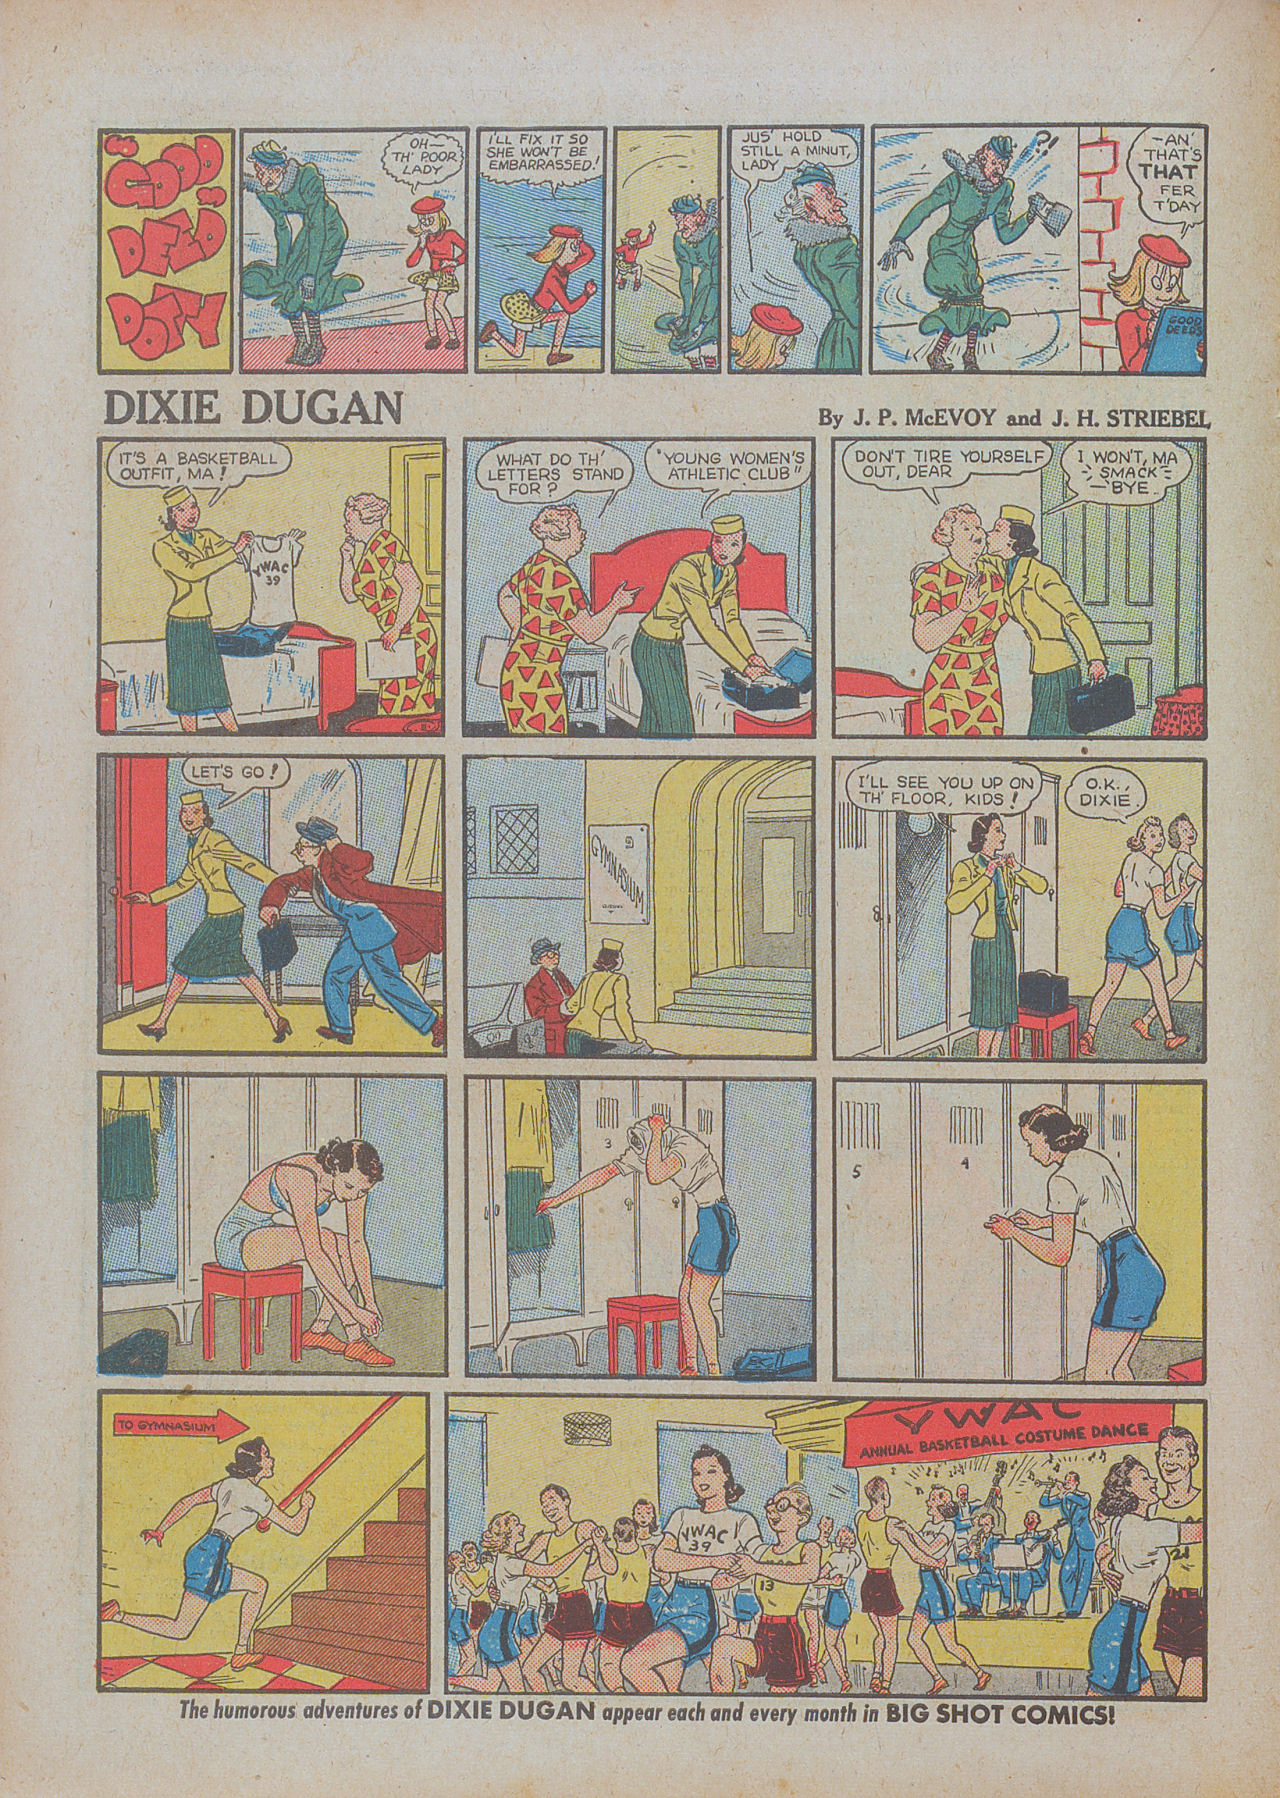 "GOOD
DEED"
DOTY
OH—
TH' POOR
LADY
I'LL FIX IT SO
SHE WON'T BE
EMBARRASSED!
JUS' HOLD
STILL A MINUT,
LADY
?!
—AN'
THAT'S
THAT
FER
T'DAY
GOOD
DEEDS
DIXIE DUGAN
By J. P. McEVOY and J. H. STRIEBEL
IT'S A BASKETBALL
OUTFIT, MA!
YWAC
39
WHAT DO TH'
LETTERS STAND
FOR?
"YOUNG WOMEN'S
ATHLETIC CLUB"
DON'T TIRE YOURSELF
OUT, DEAR
I WON'T, MA
SMACK
—BYE.
LET'S GO!
GYMNASIUM
I'LL SEE YOU UP ON
TH' FLOOR, KIDS!
O.K.,
DIXIE.
3
5
4
TO GYMNASIUM
YWAC
ANNUAL BASKETBALL COSTUME DANCE
YWAC
39
13
21
The humorous adventures of DIXIE DUGAN appear each and every month in BIG SHOT COMICS!